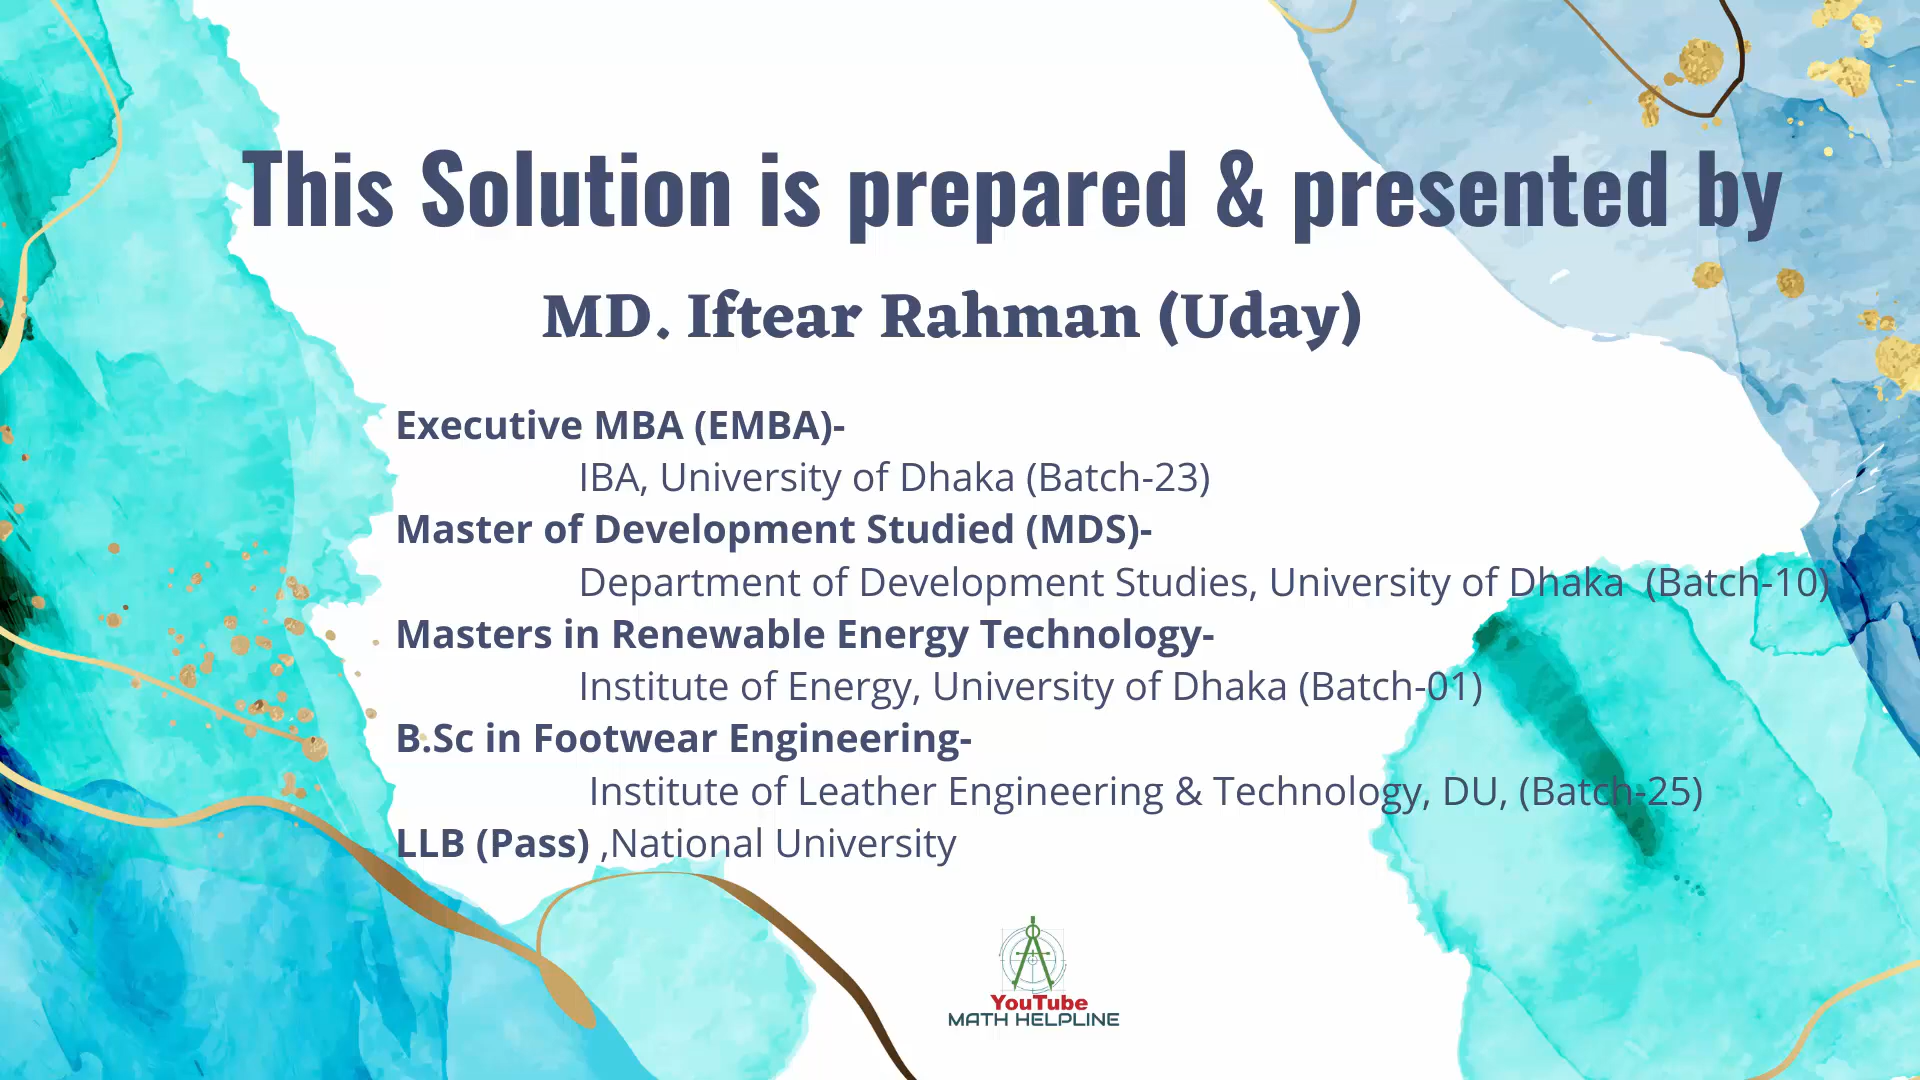 This Solution is prepared & presented by
MD. Iftear Rahman (Uday)
Executive MBA (EMBA)-
IBA, University of Dhaka (Batch-23)
Master of Development Studied (MDS)-
Department of Development Studies, University of Dhaka (Batch-10)
Masters in Renewable Energy Technology-
Institute of Energy, University of Dhaka (Batch-01)
B.Sc in Footwear Engineering-
Institute of Leather Engineering & Technology, DU, (Batch-25)
LLB (Pass) ,National University
YouTube
MATH HELPLINE